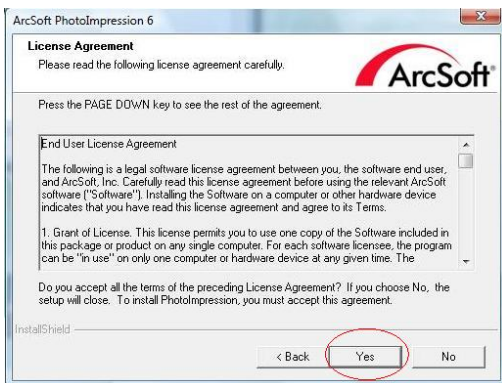 ArcSoft PhotoImpression 6
License Agreement
Please read the following license agreement carefully.
ArcSoft®
Press the PAGE DOWN key to see the rest of the agreement.
End User License Agreement
The following is a legal software license agreement between you, the software end user,
and ArcSoft, Inc. Carefully read this license agreement before using the relevant ArcSoft
software ("Software"). Installing the Software on a computer or other hardware device
indicates that you have read this license agreement and agree to its Terms.
1. Grant of License. This license permits you to use one copy of the Software included in
this package or product on any single computer. For each software licensee, the program
can be "in use" on only one computer or hardware device at any given time. The
Do you accept all the terms of the preceding License Agreement? If you choose No, the
setup will close. To install PhotoImpression, you must accept this agreement.
InstallShield
< Back
Yes
No